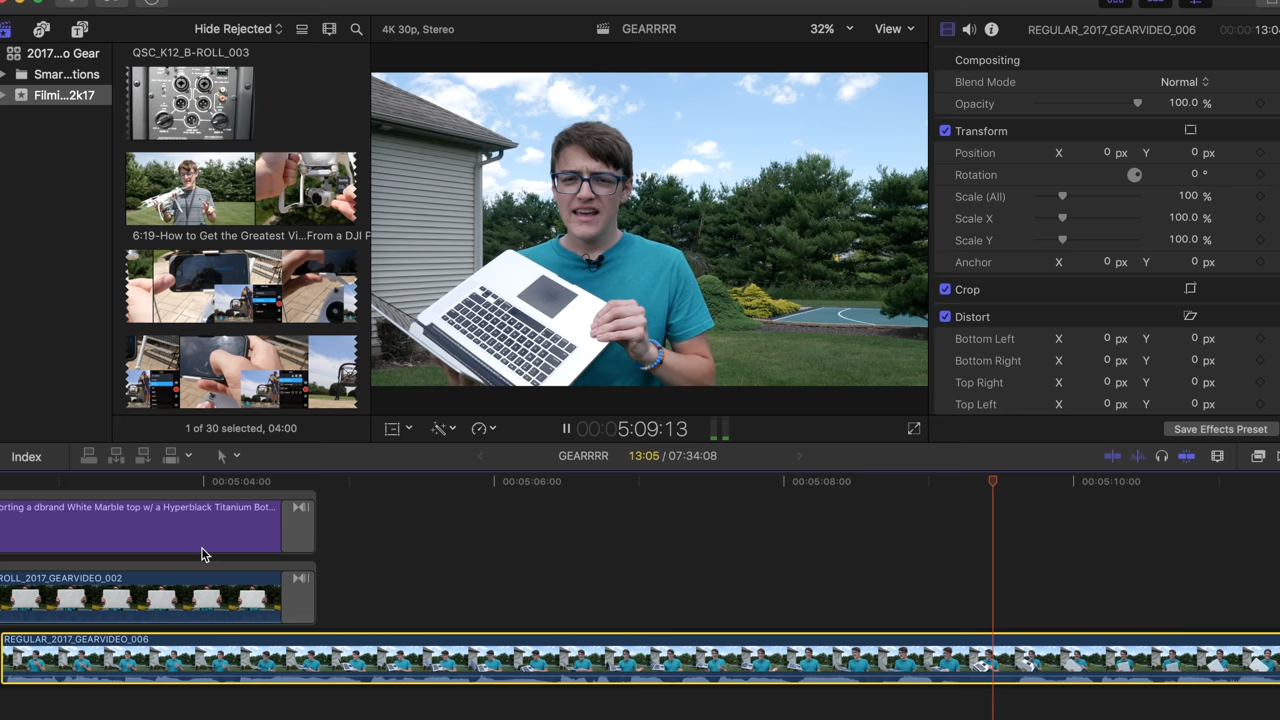 Hide Rejected
4K 30p, Stereo
GEARRRR
32%
View
REGULAR_2017_GEARVIDEO_006
00:00:13:0
2017...o Gear
Smar...tions
Filmi...2k17
QSC_K12_B-ROLL_003
6:19-How to Get the Greatest Vi...From a DJI P
1 of 30 selected, 04:00
00:00:5:09:13
Compositing
Blend Mode Normal
Opacity 100.0 %
Transform
Position X 0 px Y 0 px
Rotation 0 °
Scale (All) 100 %
Scale X 100.0 %
Scale Y 100.0 %
Anchor X 0 px Y 0 px
Crop
Distort
Bottom Left X 0 px Y 0 px
Bottom Right X 0 px Y 0 px
Top Right X 0 px Y 0 px
Top Left X 0 px Y 0 px
Save Effects Preset
Index
GEARRRR 13:05 / 07:34:08
00:05:04:00 00:05:06:00 00:05:08:00 00:05:10:00
orting a dbrand White Marble top w/ a Hyperblack Titanium Bot...
ROLL_2017_GEARVIDEO_002
REGULAR_2017_GEARVIDEO_006